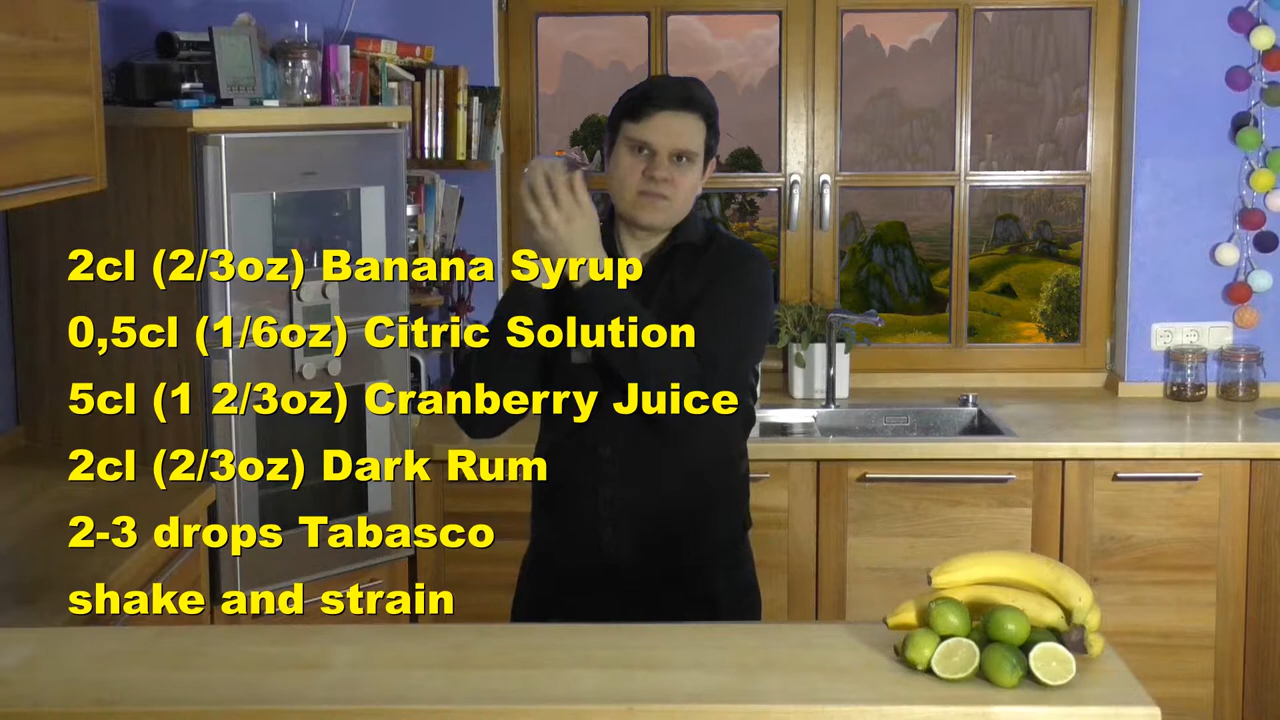 2cl (2/3oz) Banana Syrup
0,5cl (1/6oz) Citric Solution
5cl (1 2/3oz) Cranberry Juice
2cl (2/3oz) Dark Rum
2-3 drops Tabasco
shake and strain